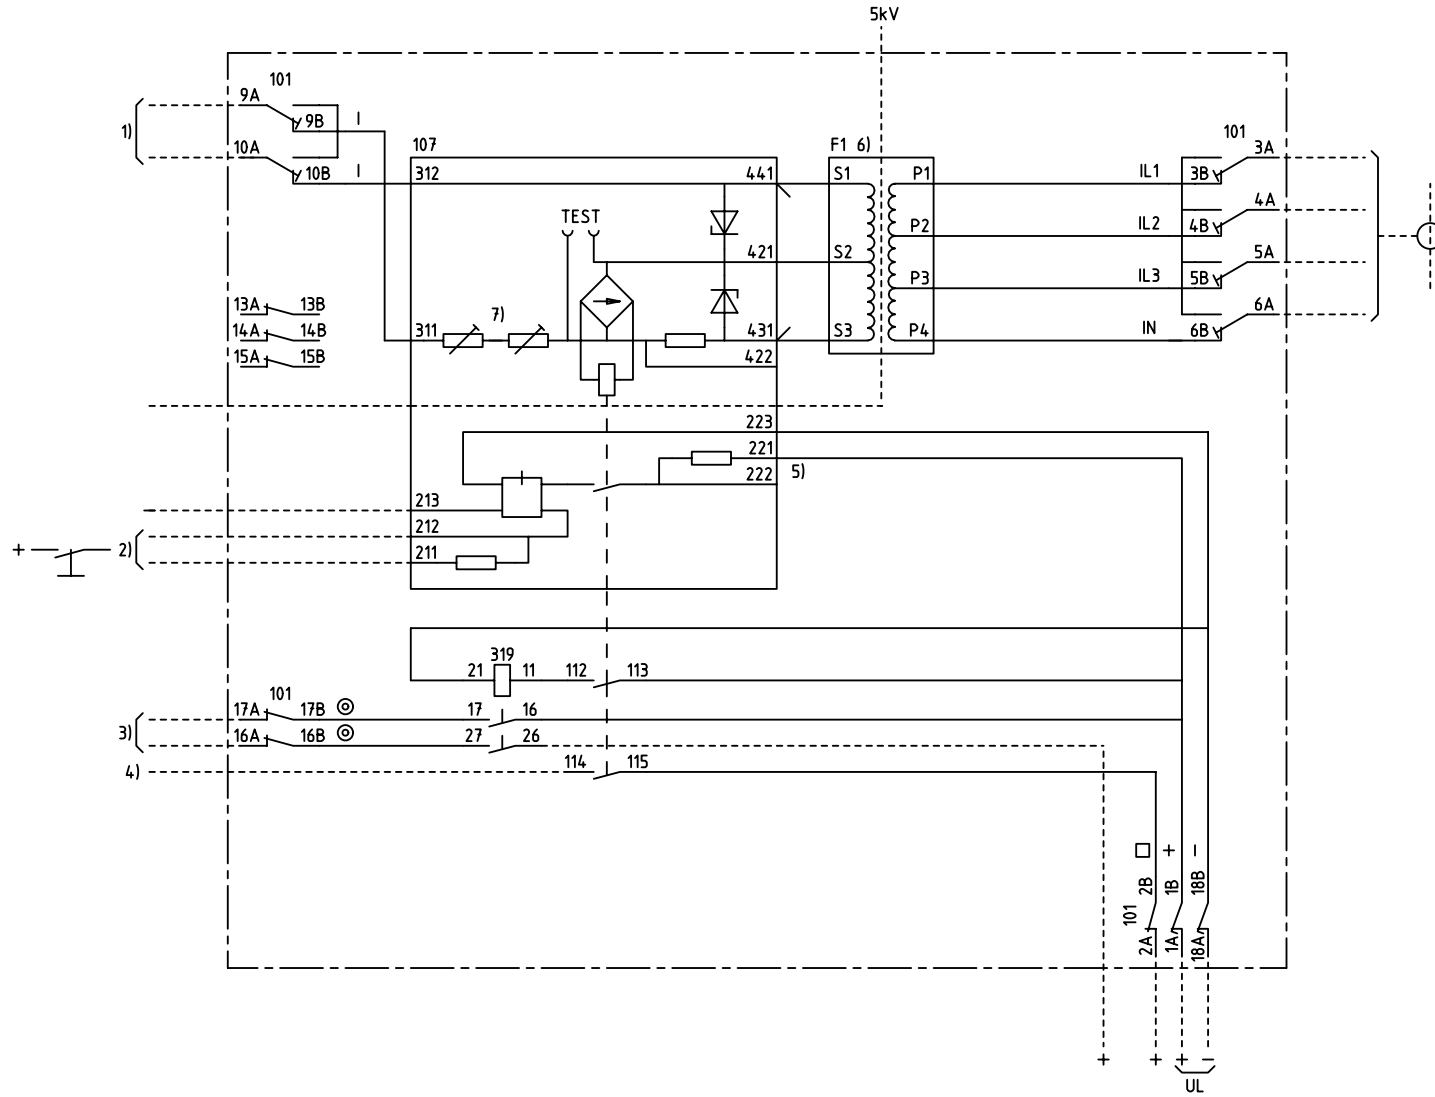 5kV
101
9A
9B I
1)
10A
10B I
107
312 441
F1 6)
S1 P1
IL1
101
3A
3B
TEST
4A
P2 IL2 4B
421 S2
5A
P3 IL3 5B
13A 13B
6A
7)
14A 14B
311 431
S3 P4 IN 6B
15A 15B
422
223
221
222 5)
213
212
+ 2)
211
319
21 11 112 113
101
17A 17B 17 16
3)
16A 16B 27 26
4) 114 115
+ −
2B 1B 18B
101
2A 1A 18A
+ + + −
UL